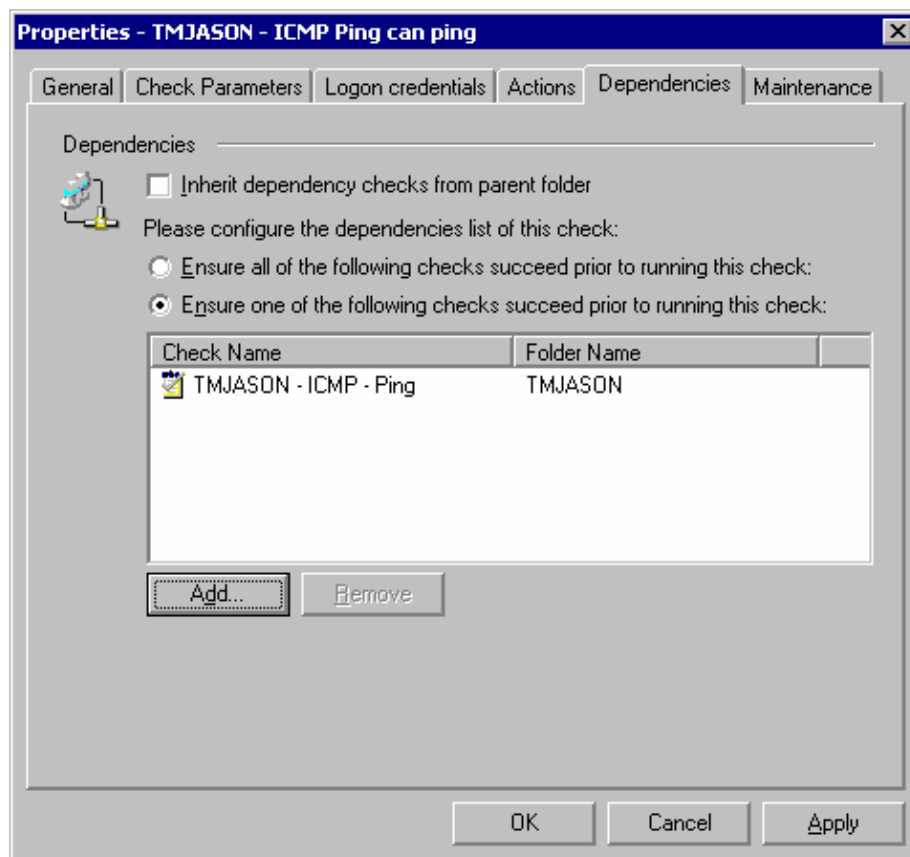 Properties - TMJASON - ICMP Ping can ping
General Check Parameters Logon credentials Actions Dependencies Maintenance
Dependencies
Inherit dependency checks from parent folder
Please configure the dependencies list of this check:
Ensure all of the following checks succeed prior to running this check:
Ensure one of the following checks succeed prior to running this check:
Check Name Folder Name
TMJASON - ICMP - Ping TMJASON
Add... Remove
OK Cancel Apply